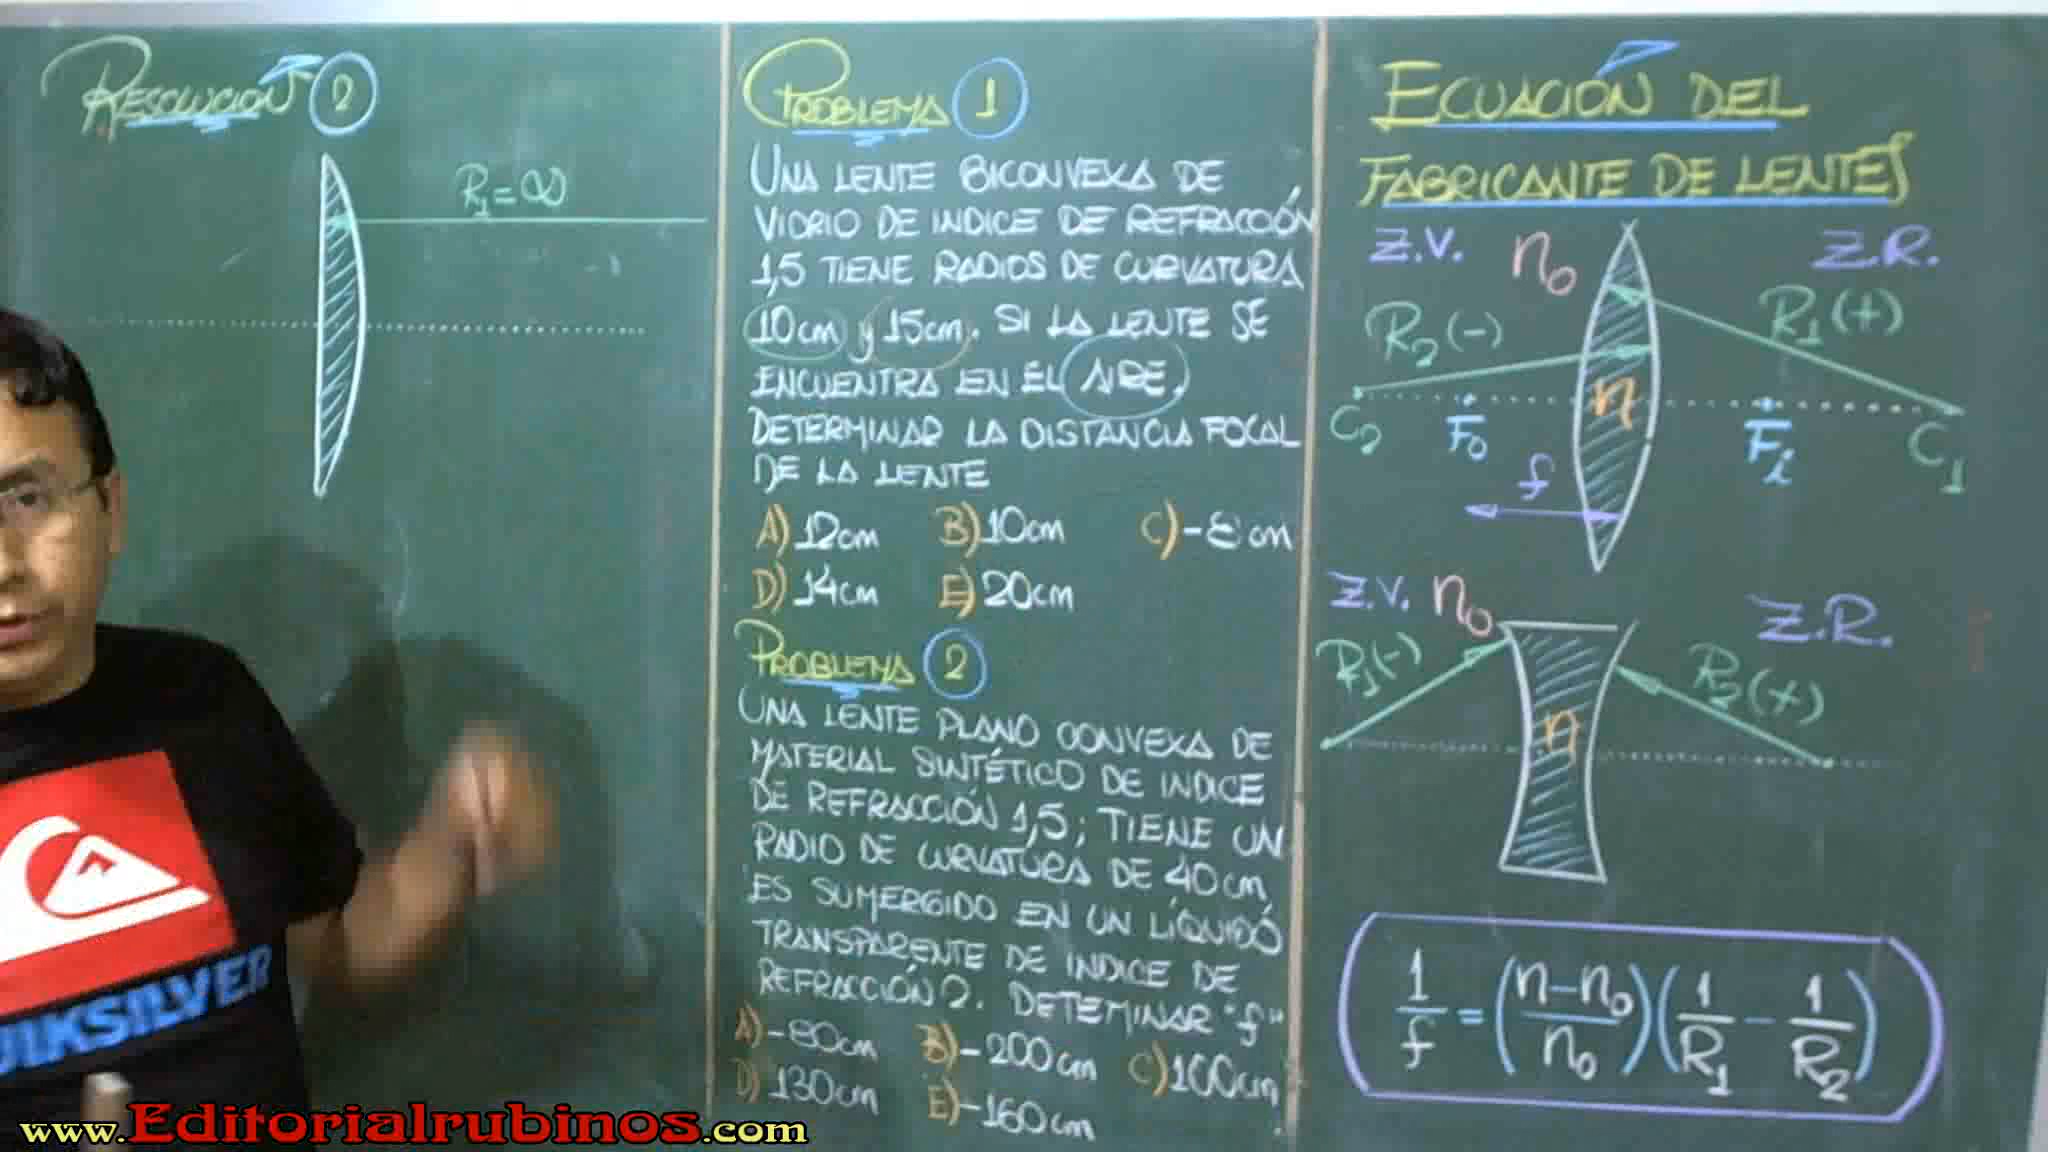 RESOLUCIÓN 2
R₁ = ∞
PROBLEMA 1
UNA LENTE BICONVEXA DE
VIDRIO DE INDICE DE REFRACCIÓN
1,5 TIENE RADIOS DE CURVATURA
10cm y 15cm. SI LA LENTE SE
ENCUENTRA EN EL AIRE.
DETERMINAR LA DISTANCIA FOCAL
DE LA LENTE
A) 12cm B) 10cm C) -8cm
D) 14cm E) 20cm
PROBLEMA 2
UNA LENTE PLANO CONVEXA DE
MATERIAL SINTÉTICO DE INDICE
DE REFRACCIÓN 1,5; TIENE UN
RADIO DE CURVATURA DE 40cm
ES SUMERGIDO EN UN LÍQUIDO
TRANSPARENTE DE INDICE DE
REFRACCIÓN 2. DETEMINAR "f"
A) -80cm B) -200cm C) 100cm
D) 130cm E) -160cm
ECUACIÓN DEL
FABRICANTE DE LENTES
Z.V. n₀ Z.R.
R₂(-) R₁(+)
n
C₂ F₀ Fᵢ C₁
f
Z.V. n₀ Z.R.
R₁(-) R₂(+)
n
1/f = ((n-n₀)/n₀)(1/R₁ - 1/R₂)
QUIKSILVER
www.Editorialrubinos.com